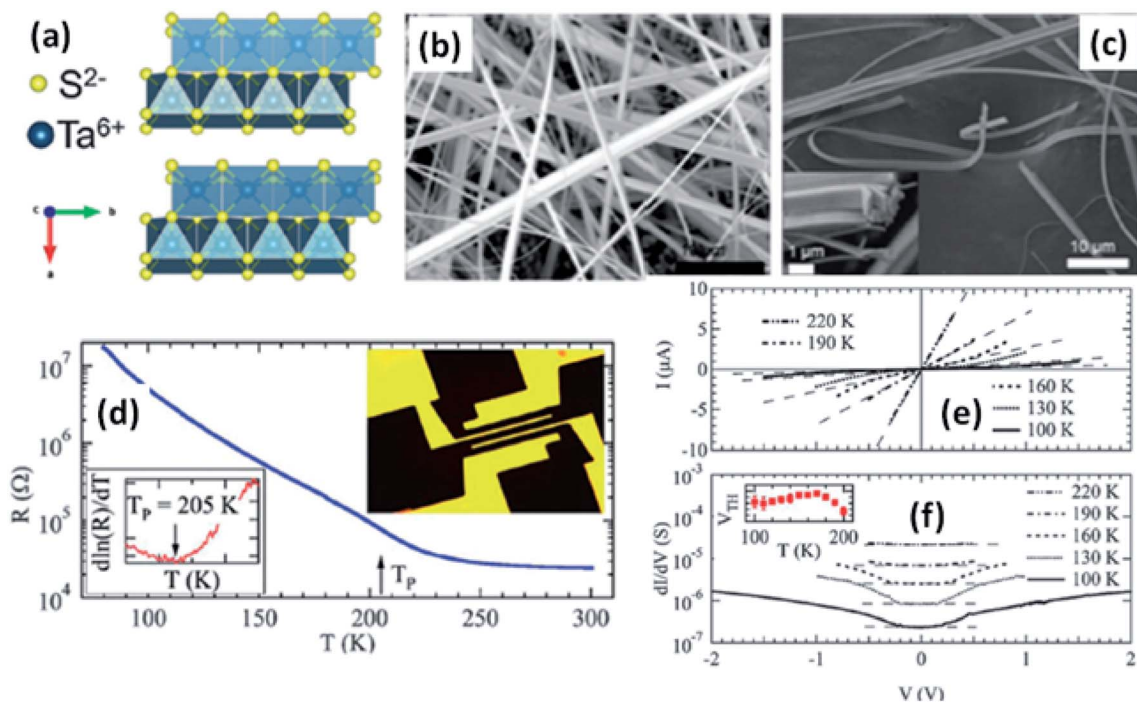 (a)
S2-
Ta6+
c
b
a
(b)
(c)
1 μm
10 μm
(d)
10^7
10^6
10^5
10^4
R (Ω)
dln(R)/dT
T_P = 205 K
T (K)
T_P
100
150
200
250
300
T (K)
10
5
0
-5
-10
I (μA)
220 K
190 K
(e)
160 K
130 K
100 K
10^-3
10^-4
10^-5
10^-6
10^-7
dI/dV (S)
V_TH
100
200
T (K)
(f)
220 K
190 K
160 K
130 K
100 K
-2
-1
0
1
2
V (V)